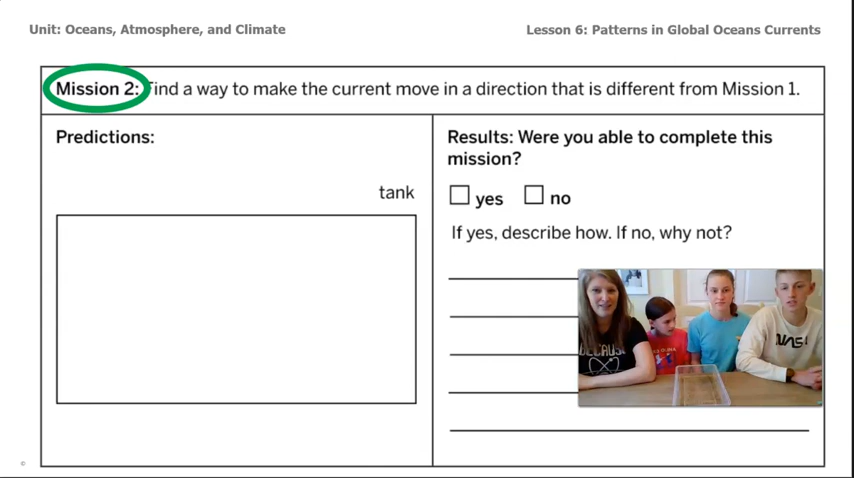 Unit: Oceans, Atmosphere, and Climate
Lesson 6: Patterns in Global Oceans Currents
Mission 2: Find a way to make the current move in a direction that is different from Mission 1.
Predictions:
tank
Results: Were you able to complete this
mission?
yes no
If yes, describe how. If no, why not?
BECAUSE
©